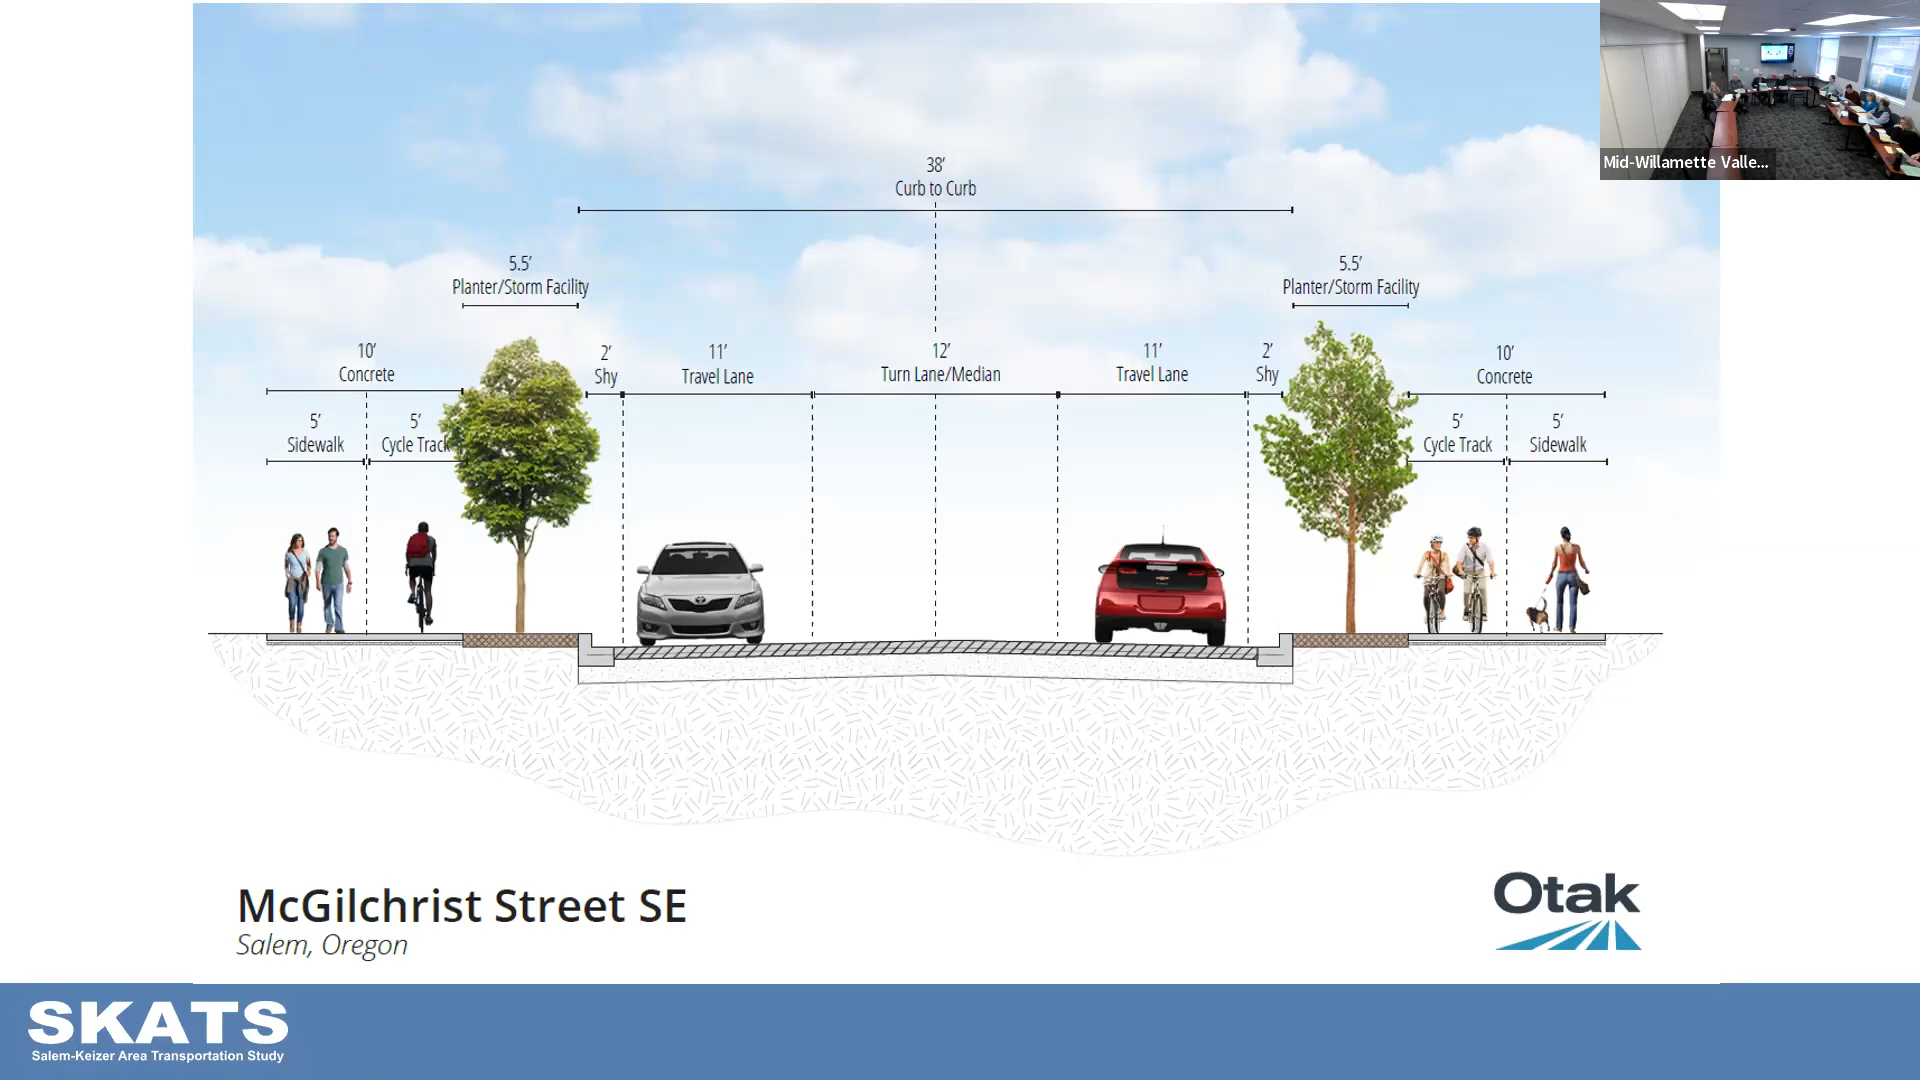 Mid-Willamette Valle...
38'
Curb to Curb
5.5'
Planter/Storm Facility
5.5'
Planter/Storm Facility
10'
Concrete
2'
Shy
11'
Travel Lane
12'
Turn Lane/Median
11'
Travel Lane
2'
Shy
10'
Concrete
5'
Sidewalk
5'
Cycle Track
5'
Cycle Track
5'
Sidewalk
McGilchrist Street SE
Salem, Oregon
Otak
SKATS
Salem-Keizer Area Transportation Study